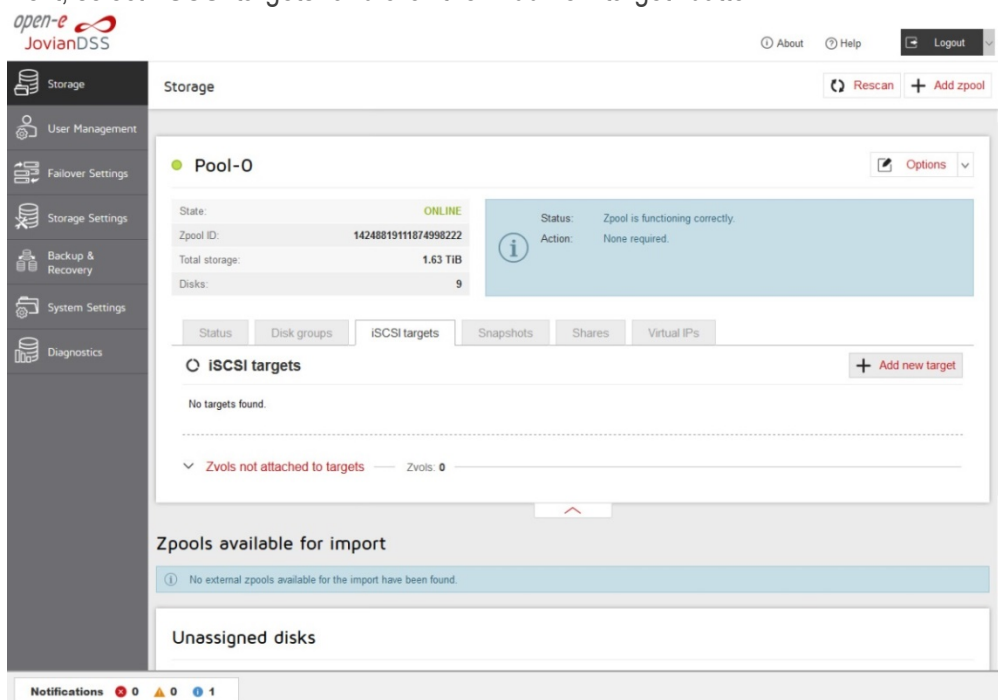 open-e
JovianDSS
About Help Logout
Storage
Storage
Rescan + Add zpool
User Management
Failover Settings
Storage Settings
Backup &
Recovery
System Settings
Diagnostics
Pool-0
Options
State: ONLINE
Zpool ID: 14248819111874998222
Total storage: 1.63 TiB
Disks: 9
Status: Zpool is functioning correctly.
Action: None required.
Status Disk groups iSCSI targets Snapshots Shares Virtual IPs
iSCSI targets
+ Add new target
No targets found.
Zvols not attached to targets Zvols: 0
Zpools available for import
No external zpools available for the import have been found.
Unassigned disks
Notifications 0 0 1